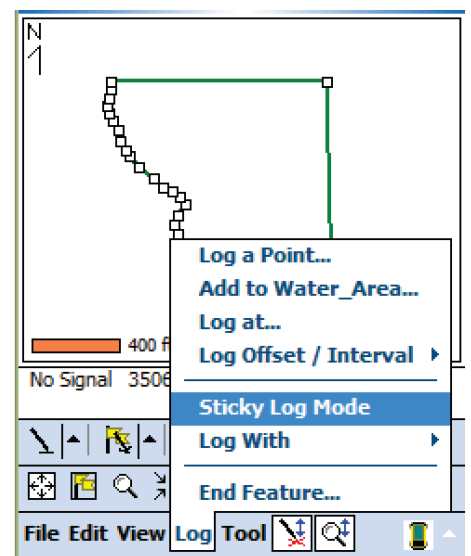 N
Log a Point...
Add to Water_Area...
Log at...
400 f
Log Offset / Interval
No Signal 3506
Sticky Log Mode
Log With
End Feature...
File Edit View Log Tool